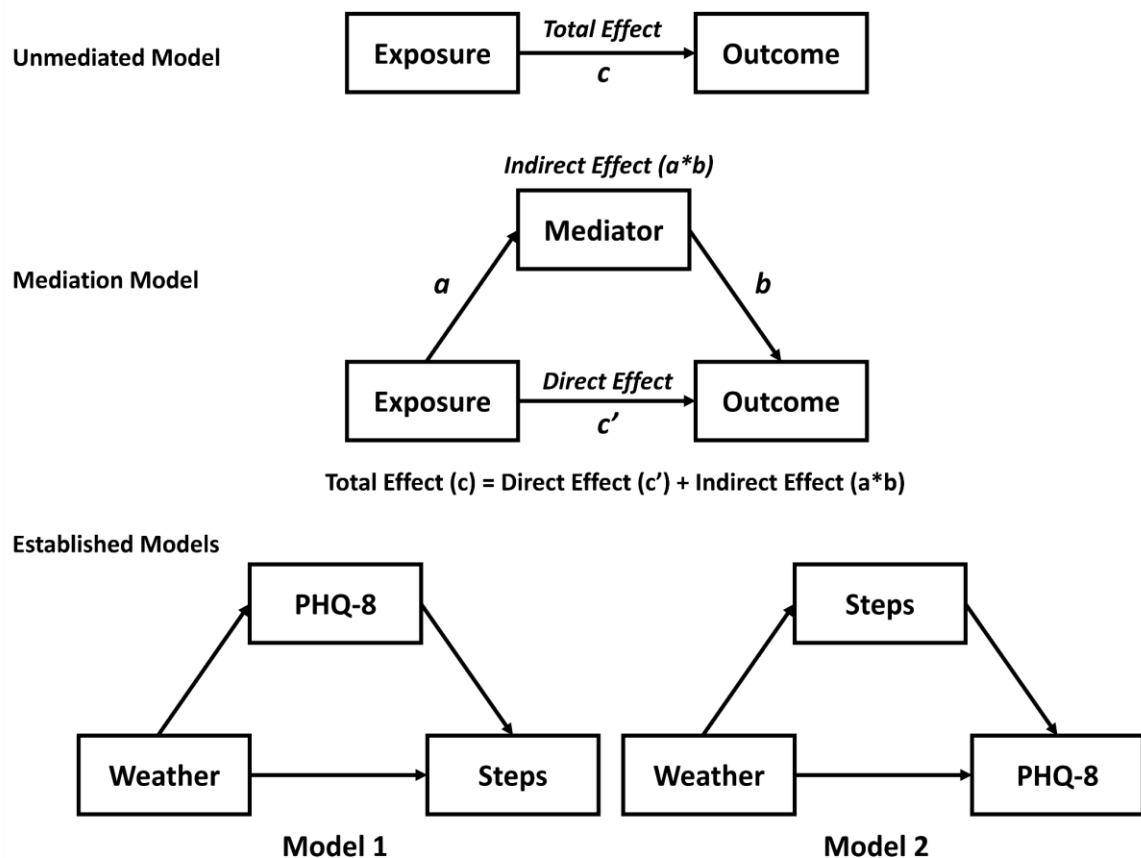 Total Effect
Unmediated Model
Exposure
Outcome
c
Indirect Effect (a*b)
Mediator
Mediation Model
a
b
Direct Effect
Exposure
Outcome
c’
Total Effect (c) = Direct Effect (c’) + Indirect Effect (a*b)
Established Models
PHQ-8
Steps
Weather
Steps
Weather
PHQ-8
Model 1
Model 2